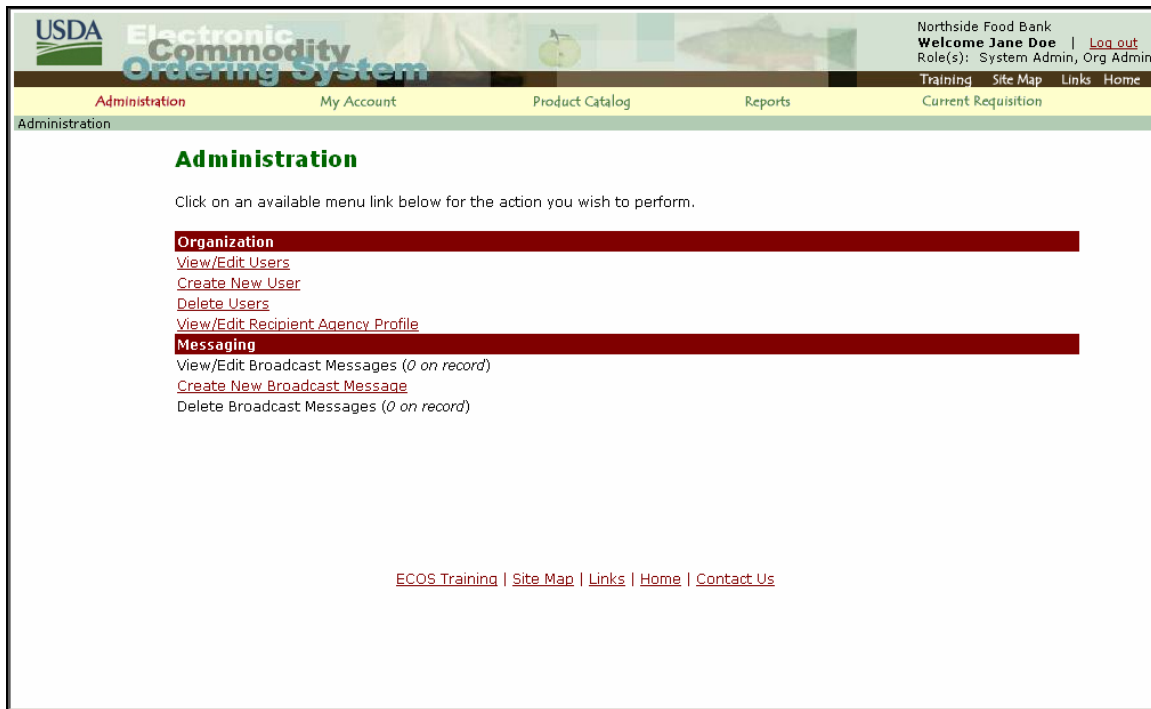 USDA
Electronic
Commodity
Ordering System
Northside Food Bank
Welcome Jane Doe | Log out
Role(s): System Admin, Org Admin
Training Site Map Links Home
Administration My Account Product Catalog Reports Current Requisition
Administration
Administration
Click on an available menu link below for the action you wish to perform.
Organization
View/Edit Users
Create New User
Delete Users
View/Edit Recipient Agency Profile
Messaging
View/Edit Broadcast Messages (0 on record)
Create New Broadcast Message
Delete Broadcast Messages (0 on record)
ECOS Training | Site Map | Links | Home | Contact Us